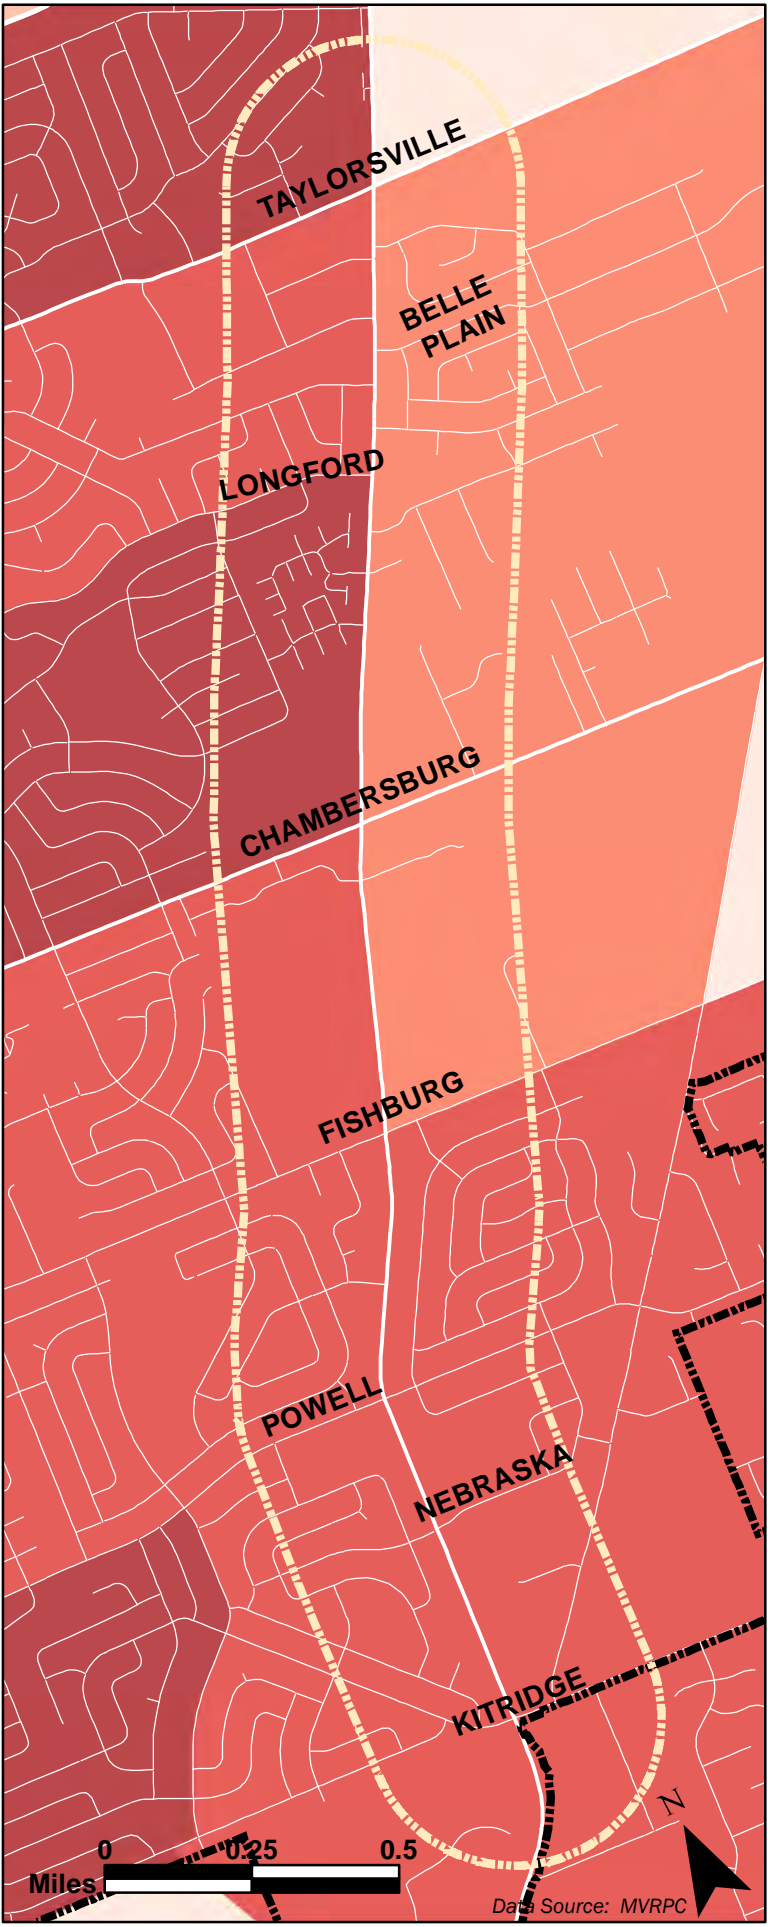 TAYLORSVILLE
BELLE
PLAIN
LONGFORD
CHAMBERSBURG
FISHBURG
POWELL
NEBRASKA
KITRIDGE
N
0 0.25 0.5
Miles
Data Source: MVRPC